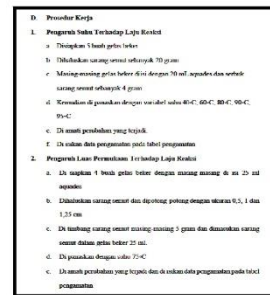 D. Prosedur Kerja
1. Pengaruh Suhu Terhadap Laju Reaksi
a. Disiapkan 5 buah gelas beker
b. Dihaluskan sarang semut sebanyak 20 gram
c. Masing-masing gelas beker diisi dengan 20 mL aquades dan serbuk
sarang semut sebanyak 4 gram
d. Kemudian di panaskan dengan variabel suhu 40°C, 60°C, 80°C, 90°C,
95°C
e. Di amati perubahan yang terjadi.
f. Di catat data pengamatan pada tabel pengamatan
2. Pengaruh Luas Permukaan Terhadap Laju Reaksi
a. Di siapkan 4 buah gelas beker dengan masing masing di isi 25 ml
aquades
b. Dihaluskan sarang semut dan dipotong potong dengan ukuran 0,5, 1 dan
1,25 cm
c. Di timbang sarang semut masing-masing 5 gram dan dimasukan sarang
semut dalam gelas beker 25 ml.
d. Di panaskan dengan suhu 75°C
e. Di amati perubahan yang terjadi dan di catat data pengamatan pada tabel
pengamatan